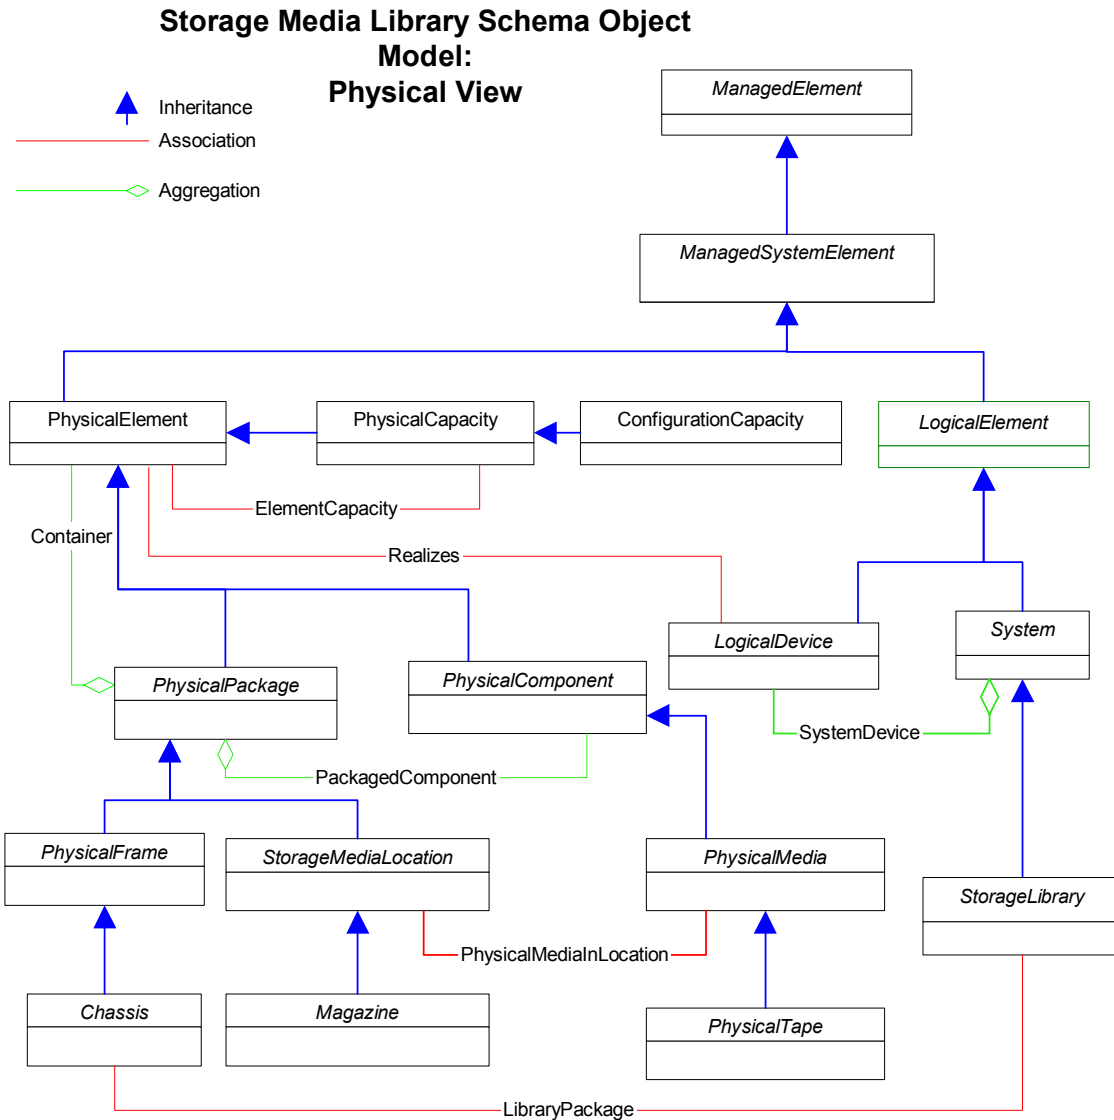 Storage Media Library Schema Object
Model:
Physical View
Inheritance
Association
Aggregation
ManagedElement
ManagedSystemElement
PhysicalElement
PhysicalCapacity
ConfigurationCapacity
LogicalElement
ElementCapacity
Container
Realizes
LogicalDevice
System
PhysicalPackage
PhysicalComponent
SystemDevice
PackagedComponent
PhysicalFrame
StorageMediaLocation
PhysicalMedia
StorageLibrary
PhysicalMediaInLocation
Chassis
Magazine
PhysicalTape
LibraryPackage